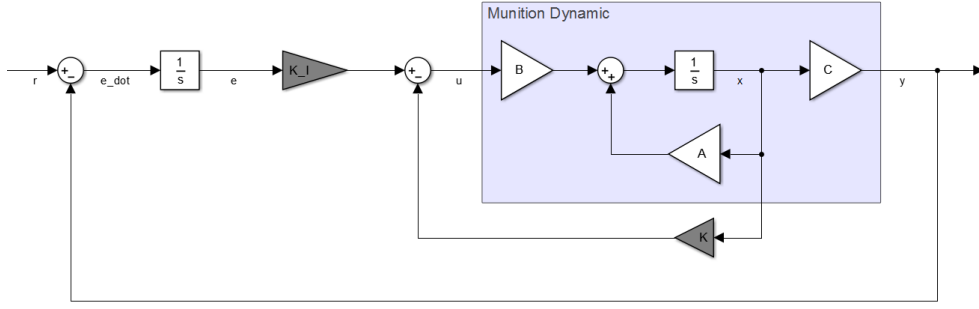 Munition Dynamic
+
−
1
s
K_I
+
−
B
+
+
1
s
C
r
e_dot
e
u
x
y
A
K